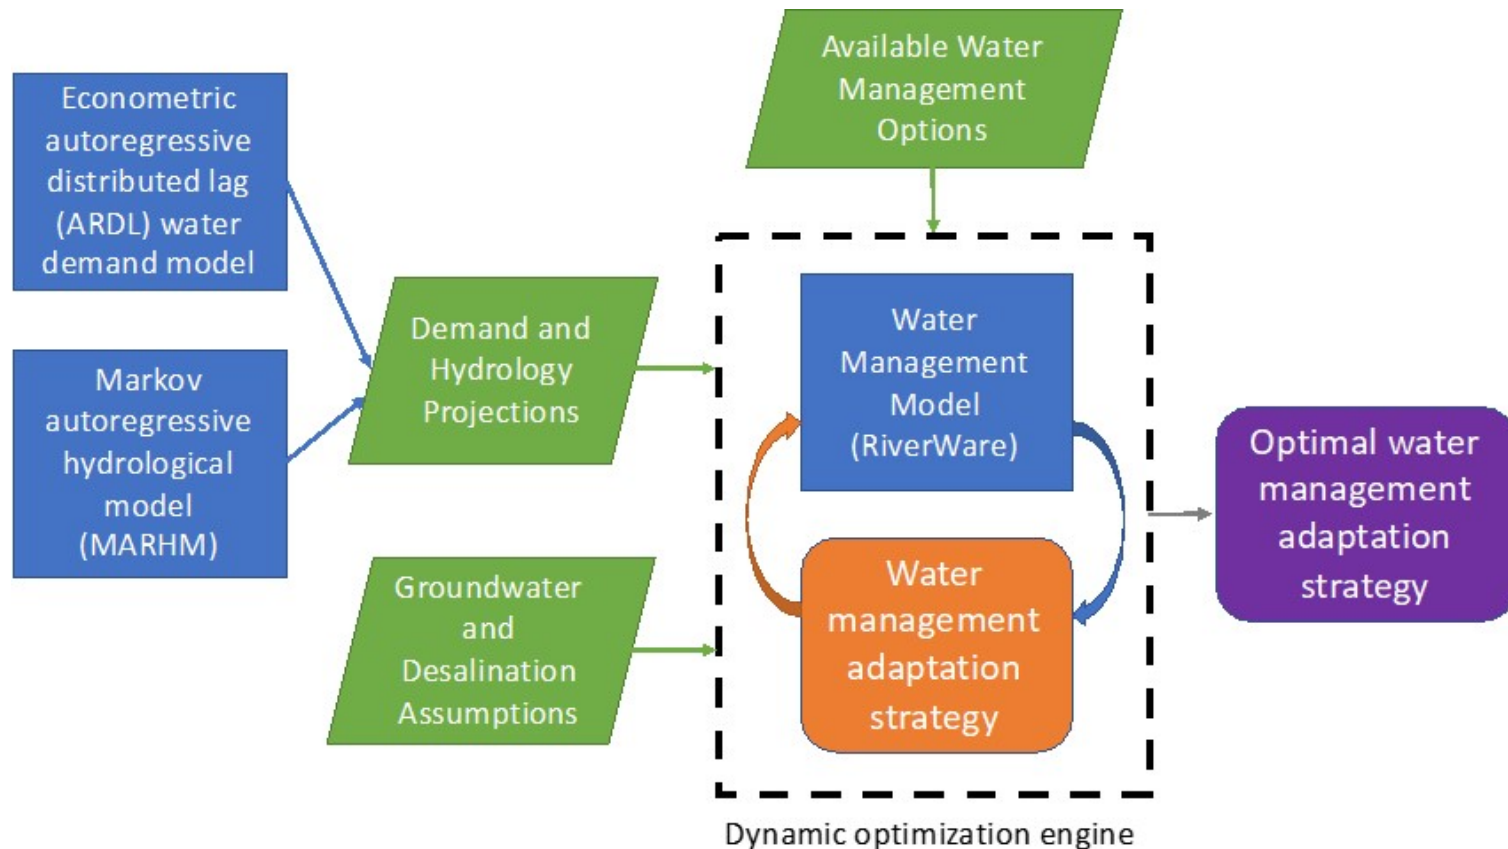 Econometric
autoregressive
distributed lag
(ARDL) water
demand model
Markov
autoregressive
hydrological
model
(MARHM)
Demand and
Hydrology
Projections
Groundwater
and
Desalination
Assumptions
Available Water
Management
Options
Water
Management
Model
(RiverWare)
Water
management
adaptation
strategy
Dynamic optimization engine
Optimal water
management
adaptation
strategy